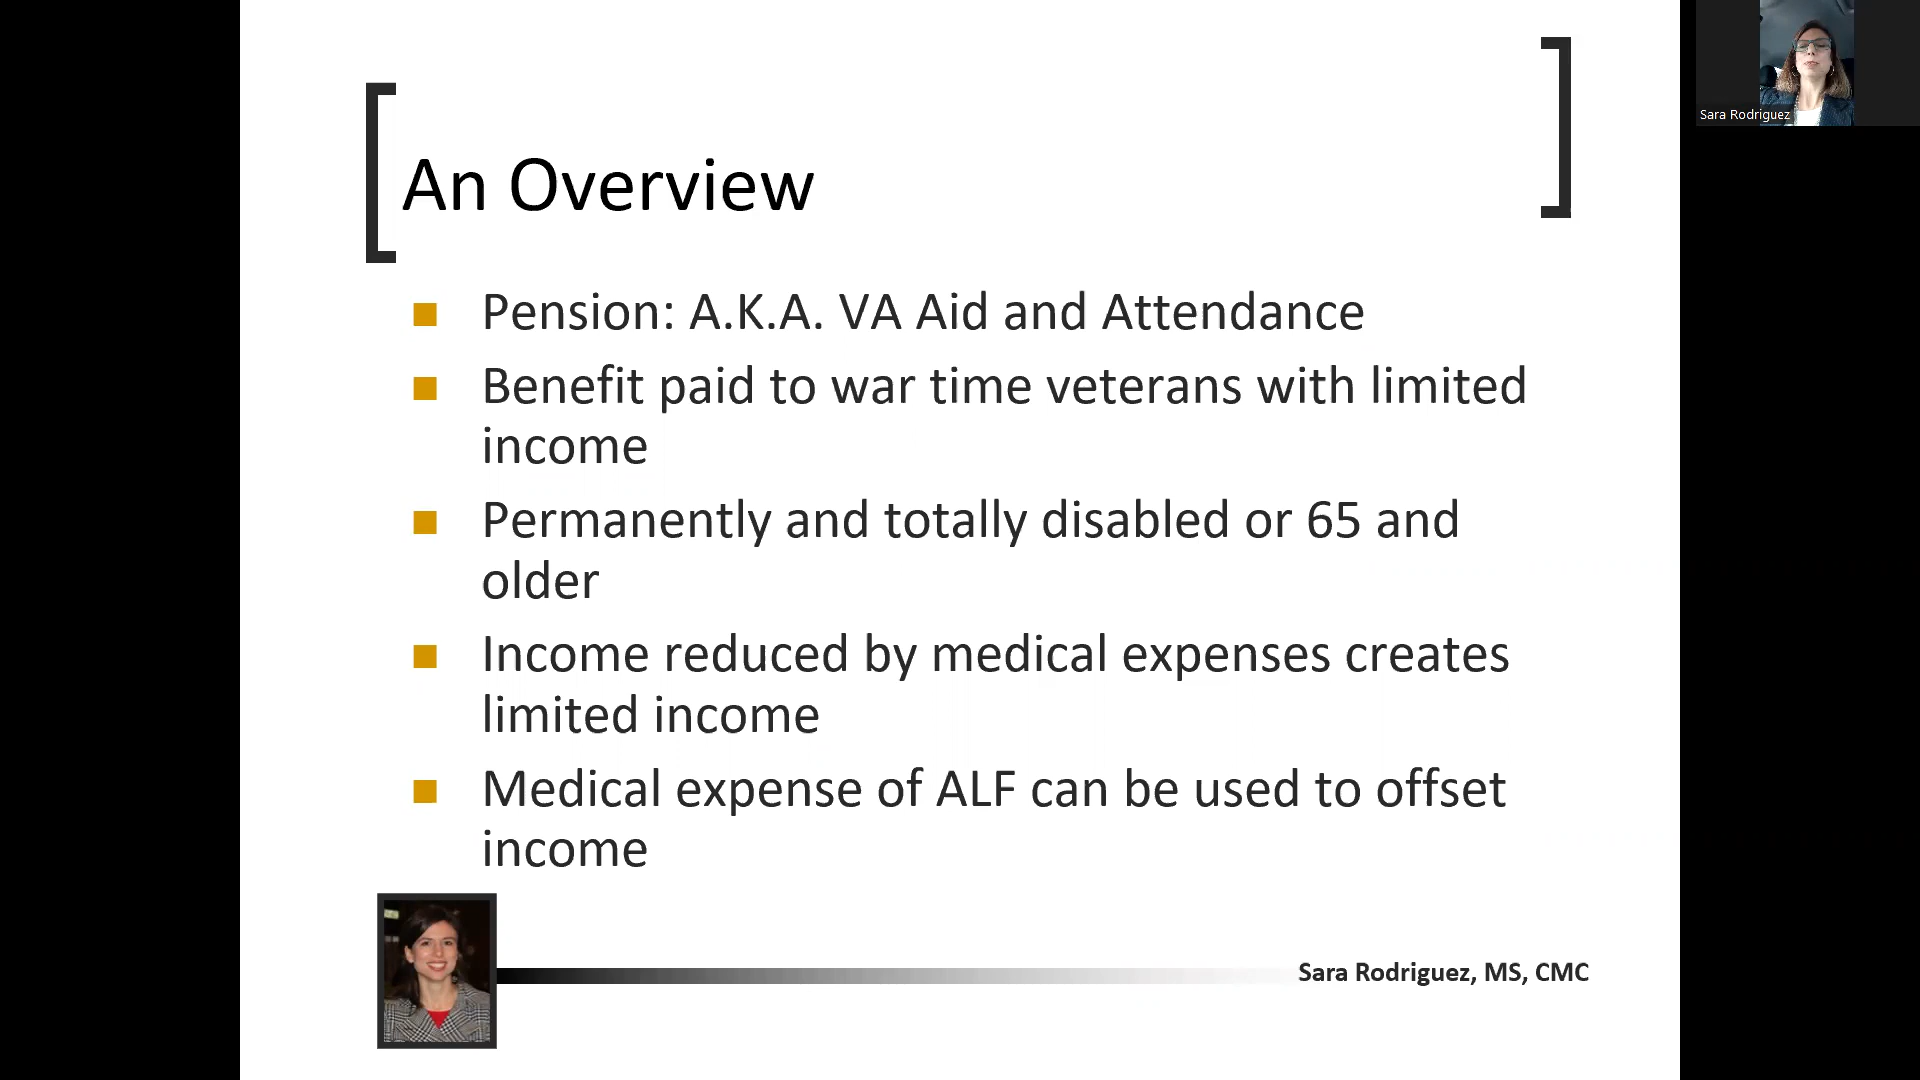 Sara Rodriguez
An Overview
Pension: A.K.A. VA Aid and Attendance
Benefit paid to war time veterans with limited
income
Permanently and totally disabled or 65 and
older
Income reduced by medical expenses creates
limited income
Medical expense of ALF can be used to offset
income
Sara Rodriguez, MS, CMC